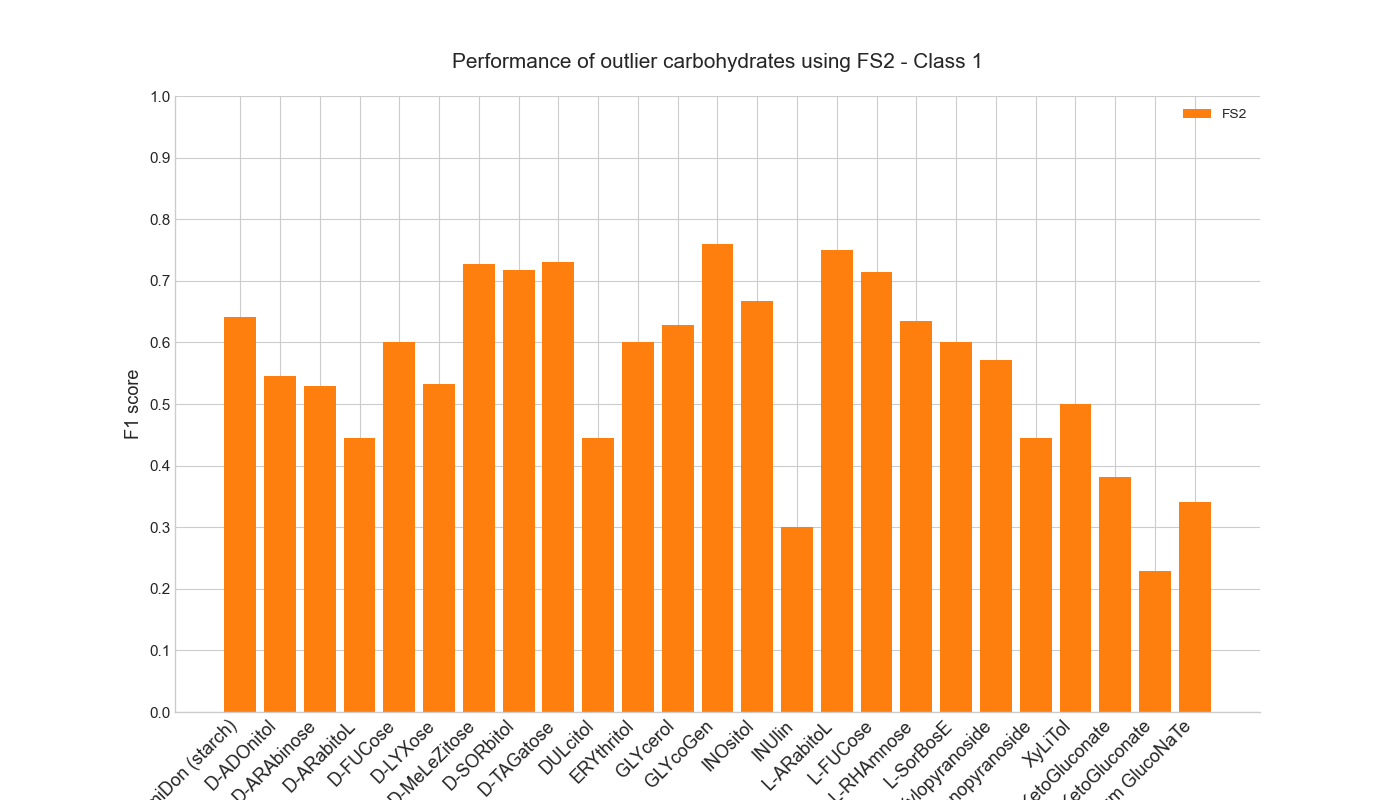 Performance of outlier carbohydrates using FS2 - Class 1
FS2
F1 score
1.0
0.9
0.8
0.7
0.6
0.5
0.4
0.3
0.2
0.1
0.0
(starch)
D-ADOnitol
D-ARAbinose
D-ARabitoL
D-FUCose
D-LYXose
D-MeLeZitose
D-SORbitol
D-TAGatose
DULcitol
ERYthritol
GLYcerol
GLYcoGen
INOsitol
INUlin
L-ARabitoL
L-FUCose
L-RHAmnose
L-SorBosE
XyLiTol
GlucoNaTe